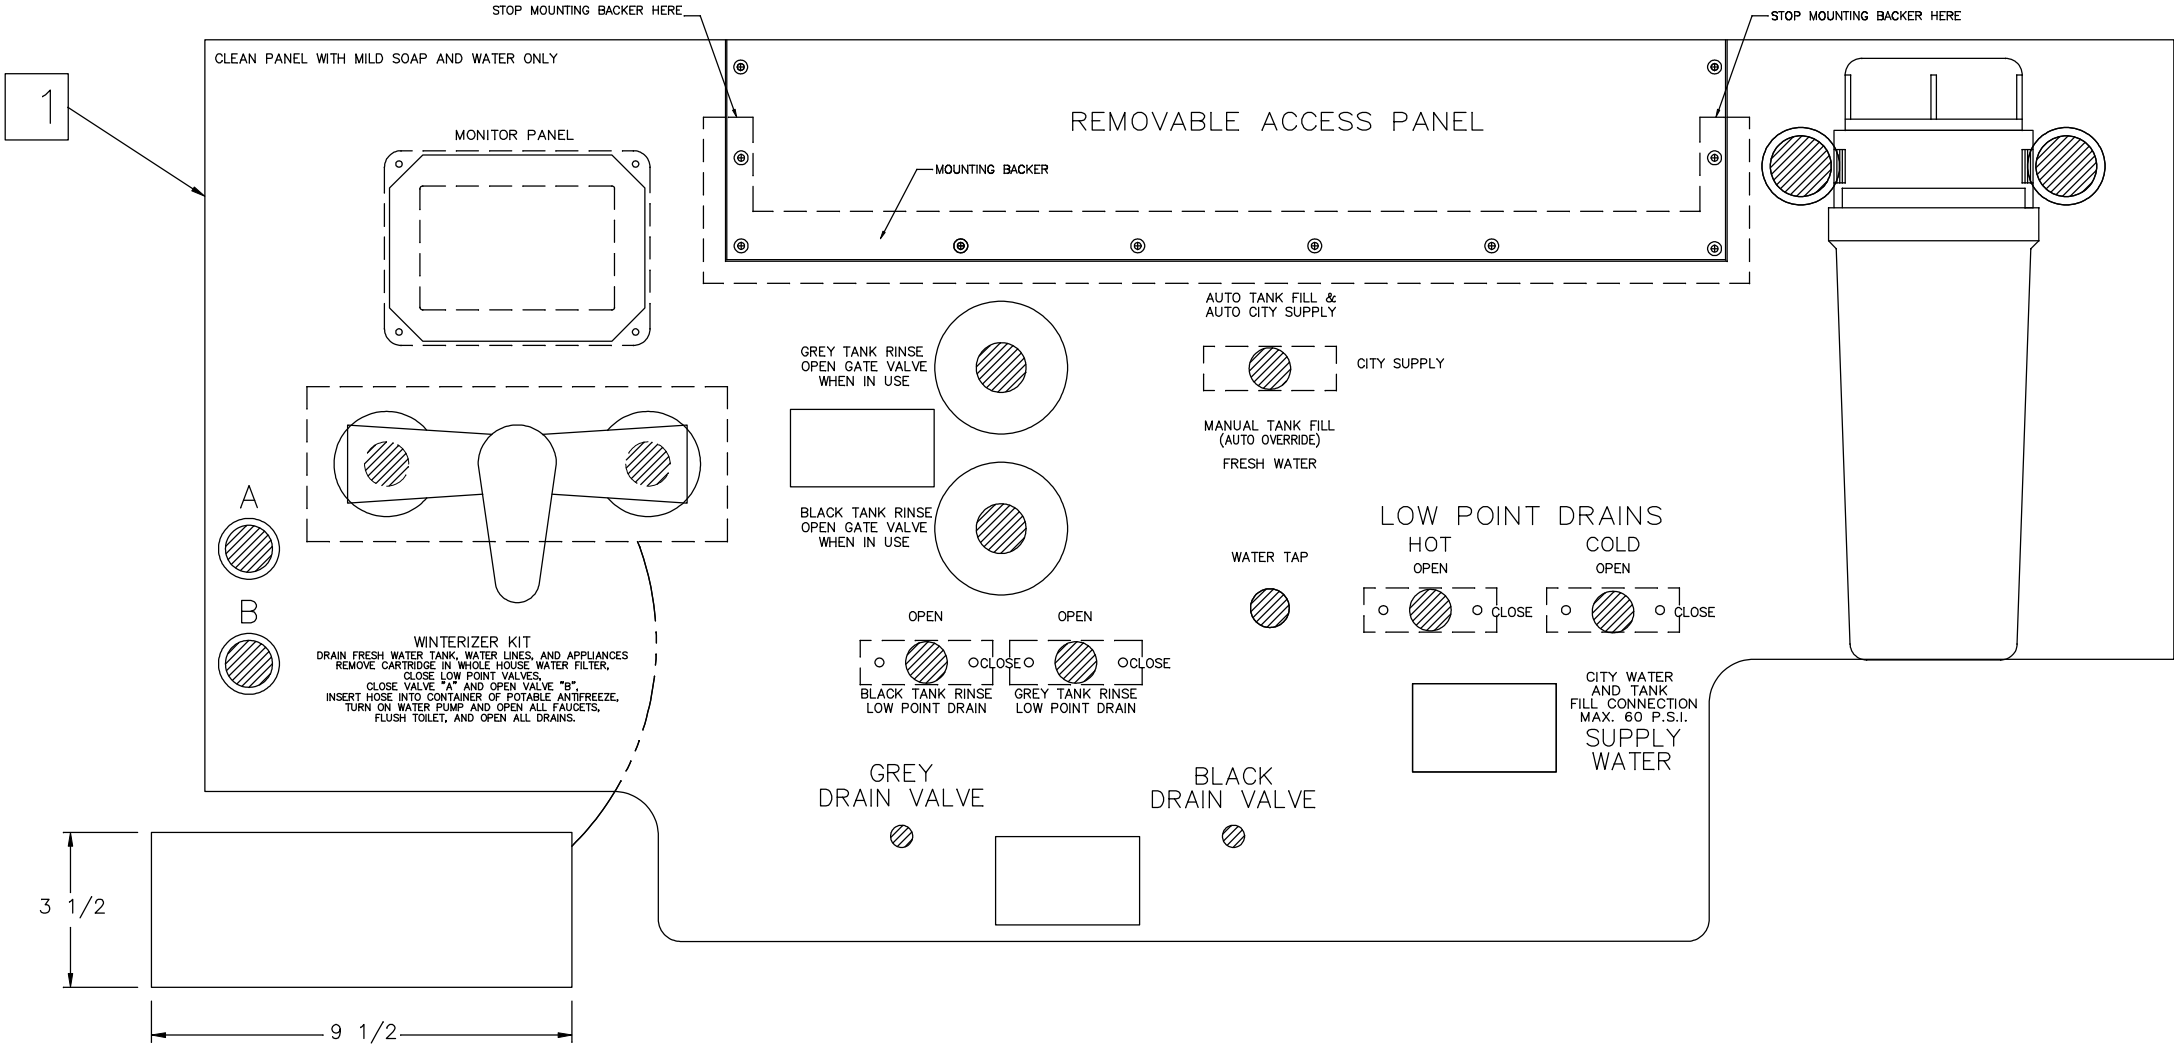 STOP MOUNTING BACKER HERE
STOP MOUNTING BACKER HERE
CLEAN PANEL WITH MILD SOAP AND WATER ONLY
1
REMOVABLE ACCESS PANEL
MONITOR PANEL
MOUNTING BACKER
AUTO TANK FILL &
AUTO CITY SUPPLY
GREY TANK RINSE
OPEN GATE VALVE
WHEN IN USE
CITY SUPPLY
MANUAL TANK FILL
(AUTO OVERRIDE)
FRESH WATER
A
BLACK TANK RINSE
OPEN GATE VALVE
WHEN IN USE
LOW POINT DRAINS
HOT
COLD
OPEN
OPEN
CLOSE
CLOSE
WATER TAP
B
OPEN
OPEN
CLOSE
CLOSE
BLACK TANK RINSE
LOW POINT DRAIN
GREY TANK RINSE
LOW POINT DRAIN
WINTERIZER KIT
DRAIN FRESH WATER TANK, WATER LINES, AND APPLIANCES
REMOVE CARTRIDGE IN WHOLE HOUSE WATER FILTER,
CLOSE LOW POINT VALVES,
CLOSE VALVE "A" AND OPEN VALVE "B",
INSERT HOSE INTO CONTAINER OF POTABLE ANTIFREEZE,
TURN ON WATER PUMP AND OPEN ALL FAUCETS,
FLUSH TOILET, AND OPEN ALL DRAINS.
CITY WATER
AND TANK
FILL CONNECTION
MAX. 60 P.S.I.
SUPPLY
WATER
GREY
DRAIN VALVE
BLACK
DRAIN VALVE
3 1/2
9 1/2